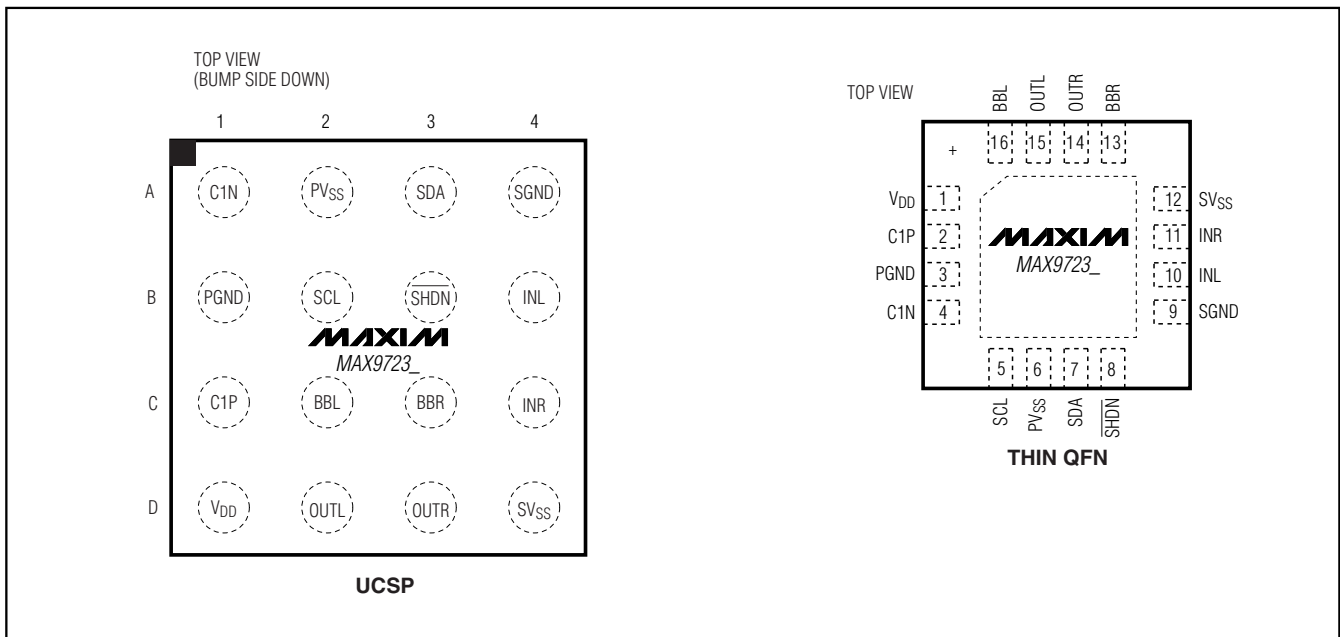 TOP VIEW
(BUMP SIDE DOWN)
1 2 3 4
A C1N PVSS SDA SGND
B PGND SCL SHDN INL
MAXIM
MAX9723_
C C1P BBL BBR INR
D VDD OUTL OUTR SVSS
UCSP
TOP VIEW
BBL OUTL OUTR BBR
16 15 14 13
+
VDD 1 12 SVSS
C1P 2 11 INR
MAXIM
MAX9723_
PGND 3 10 INL
C1N 4 9 SGND
5 6 7 8
SCL PVSS SDA SHDN
THIN QFN